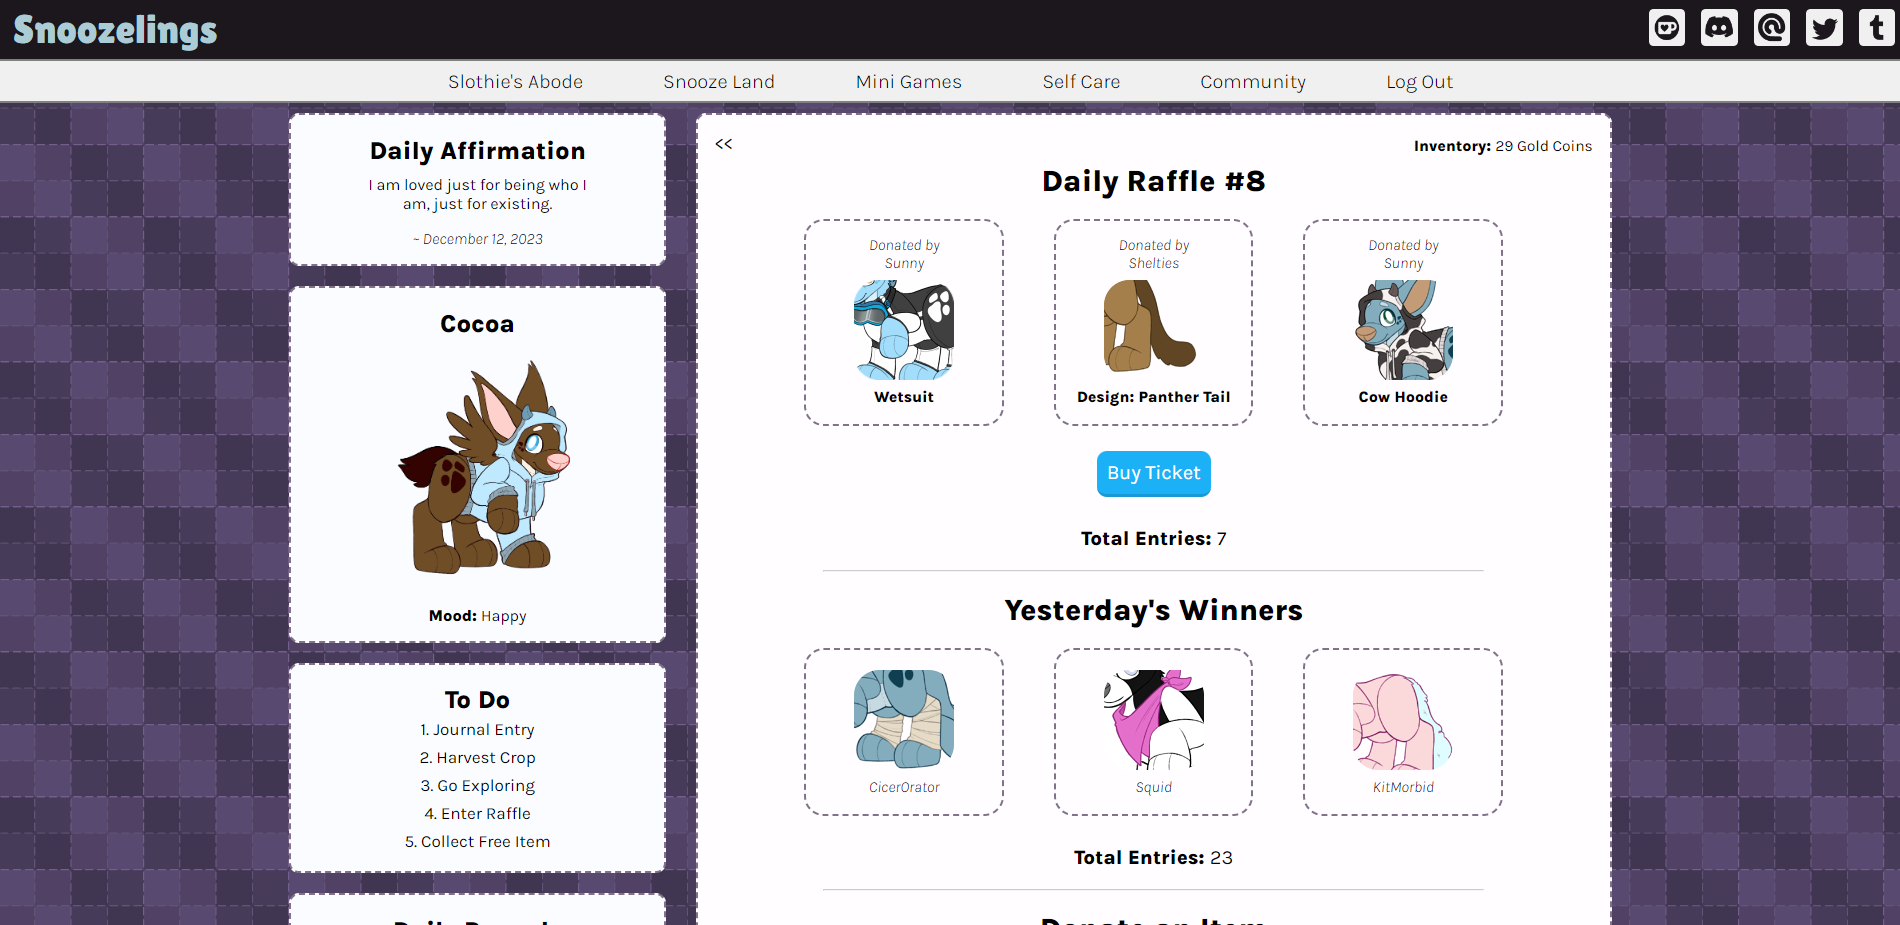 Snoozelings
Slothie's Abode
Snooze Land
Mini Games
Self Care
Community
Log Out
Daily Affirmation
I am loved just for being who I
am, just for existing.
~ December 12, 2023
Cocoa
Mood: Happy
To Do
1. Journal Entry
2. Harvest Crop
3. Go Exploring
4. Enter Raffle
5. Collect Free Item
<<
Inventory: 29 Gold Coins
Daily Raffle #8
Donated by
Sunny
Wetsuit
Donated by
Shelties
Design: Panther Tail
Donated by
Sunny
Cow Hoodie
Buy Ticket
Total Entries: 7
Yesterday's Winners
CicerOrator
Squid
KitMorbid
Total Entries: 23
Donate an Item